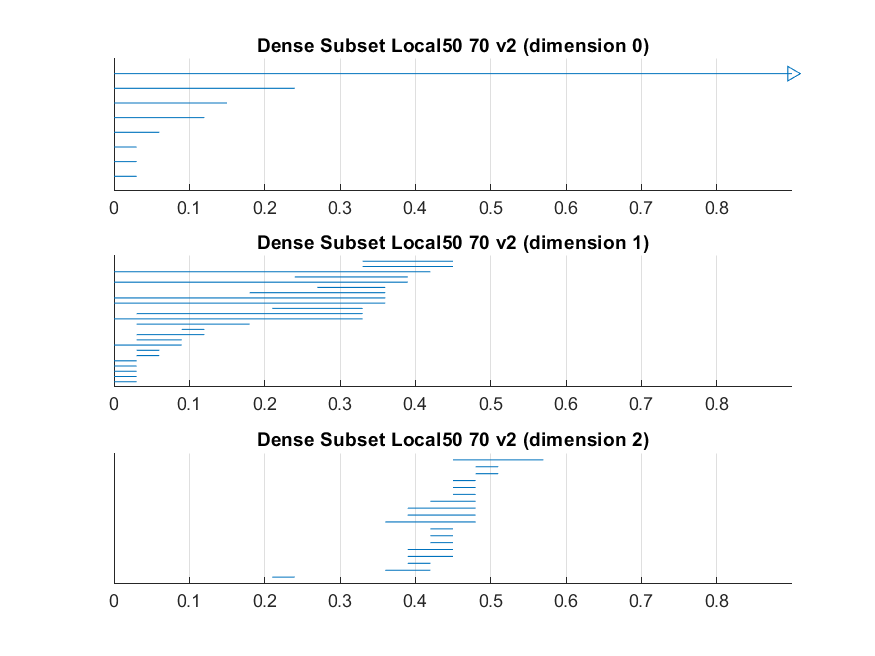 Dense Subset Local50 70 v2 (dimension 0)
0 0.1 0.2 0.3 0.4 0.5 0.6 0.7 0.8
Dense Subset Local50 70 v2 (dimension 1)
0 0.1 0.2 0.3 0.4 0.5 0.6 0.7 0.8
Dense Subset Local50 70 v2 (dimension 2)
0 0.1 0.2 0.3 0.4 0.5 0.6 0.7 0.8